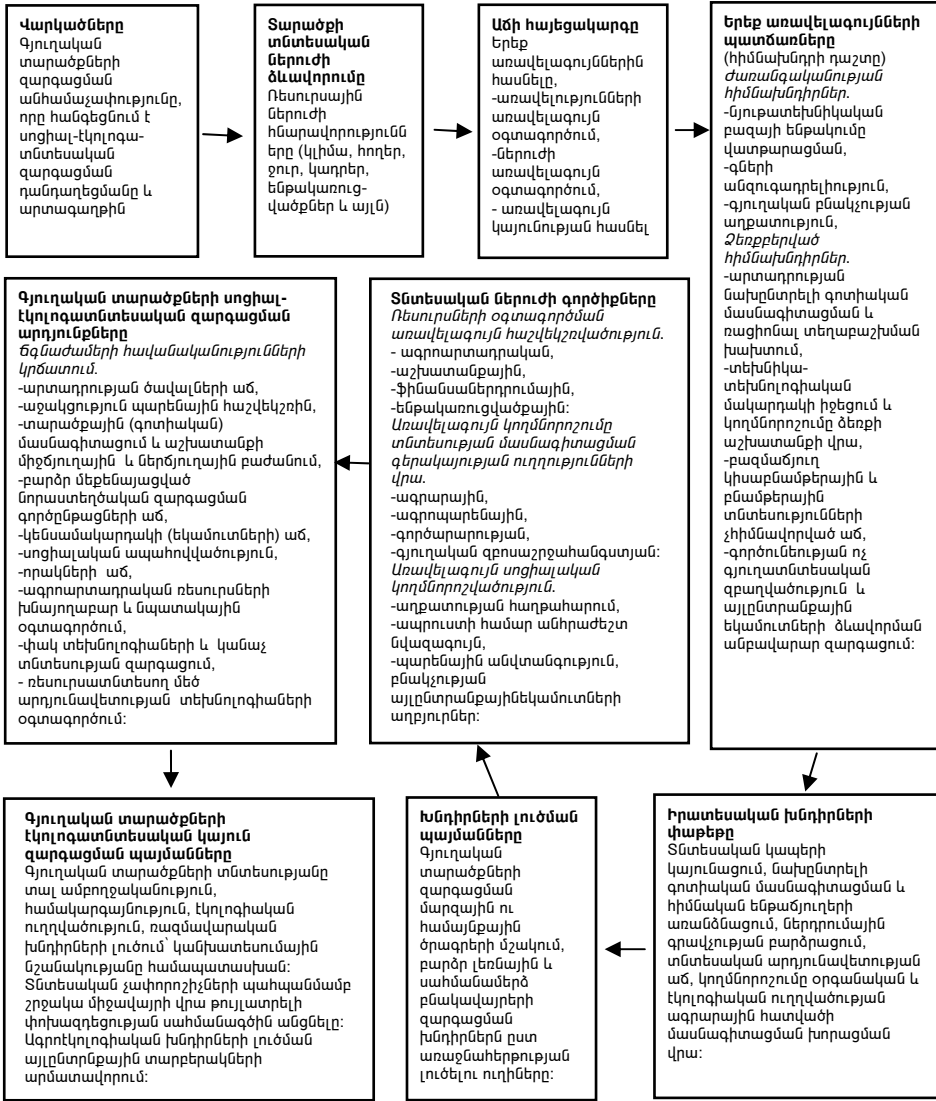 Վարկածները
Գյուղական
տարածքների
զարգացման
անհամաչափությունը,
որը հանգեցնում է
սոցիալ-էկոլոգա-
տնտեսական
զարգացման
դանդաղեցմանը և
արտագաղթին
Տարածքի
տնտեսական
ներուժի
ձևավորումը
Ռեսուրսային
ներուժի
հնարավորությունն
երը (կլիմա, հողեր,
ջուր, կադրեր,
ենթակառուց-
վածքներ և այլն)
Աճի հայեցակարգը
Երեք
առավելագույններին
հասնելը,
-առավելությունների
առավելագույն
օգտագործում,
-ներուժի
առավելագույն
օգտագործում,
- առավելագույն
կայունության հասնել
Երեք առավելագույնների
պատճառները
(հիմնախնդրի դաշտը)
Ժառանգականության
հիմնախնդիրներ.
-նյութատեխնիկական
բազայի ենթակումը
վատթարացման,
-գների
անզուգադրելիություն,
-գյուղական բնակչության
աղքատություն,
Ձեռքբերված
հիմնախնդիրներ.
-արտադրության
նախընտրելի գոտիական
մասնագիտացման և
ռացիոնալ տեղաբաշխման
խախտում,
-տեխնիկա-
տեխնոլոգիական
մակարդակի իջեցում և
կողմնորոշումը ձեռքի
աշխատանքի վրա,
-բազմաճյուղ
կիսաբնամթերային և
բնամթերային
տնտեսությունների
չհիմնավորված աճ,
-գործունեության ոչ
գյուղատնտեսական
զբաղվածություն  և
այլընտրանքային
եկամուտների  ձևավորման
անբավարար զարգացում:
Գյուղական տարածքների սոցիալ-
էկոլոգատնտեսական զարգացման
արդյունքները
Ճգնաժամերի հավանականությունների
կրճատում.
-արտադրության ծավալների աճ,
-աջակցություն պարենային հաշվեկշռին,
-տարածքային (գոտիական)
մասնագիտացում և աշխատանքի
միջճյուղային  և ներճյուղային բաժանում,
-բարձր մեքենայացված
նորաստեղծական զարգացման
գործընթացների աճ,
-կենսամակարդակի (եկամուտների) աճ,
-սոցիալական ապահովվածություն,
-որակների  աճ,
-ագրոարտադրական ռեսուրսների
խնայողաբար և նպատակային
օգտագործում,
-փակ տեխնոլոգիաների և  կանաչ
տնտեսության զարգացում,
- ռեսուրսատնտեսող մեծ
արդյունավետության  տեխնոլոգիաների
օգտագործում:
Տնտեսական ներուժի գործիքները
Ռեսուրսների օգտագործման
առավելագույն հաշվեկշռվածություն.
- ագրոարտադրական,
-աշխատանքային,
-ֆինանսաներդրումային,
-ենթակառուցվածքային:
Առավելագույն կողմնորոշումը
տնտեսության մասնագիտացման
գերակայության ուղղությունների
վրա.
-ագրարային,
-ագրոպարենային,
-գործարարության,
-գյուղական զբոսաշրջահանգստյան:
Առավելագույն սոցիալական
կողմնորոշվածություն.
-աղքատության հաղթահարում,
-ապրուստի համար անհրաժեշտ
նվազագույն,
-պարենային անվտանգություն,
բնակչության
այլընտրանքայինեկամուտների
աղբյուրներ:
Գյուղական տարածքների
էկոլոգատնտեսական կայուն
զարգացման պայմանները
Գյուղական տարածքների տնտեսությանը
տալ ամբողջականություն,
համակարգայնություն, էկոլոգիական
ուղղվածություն, ռազմավարական
խնդիրների լուծում՝ կանխատեսումային
նշանակությանը համապատասխան:
Տնտեսական չափորոշիչների պահպանմամբ
շրջակա միջավայրի վրա թույլատրելի
փոխազդեցության սահմանագծին անցնելը:
Ագրոէկոլոգիական խնդիրների լուծման
այլընտրնքային տարբերակների
արմատավորում:
Խնդիրների լուծման
պայմանները
Գյուղական
տարածքների
զարգացման
մարզային ու
համայնքային
ծրագրերի մշակում,
բարձր լեռնային և
սահմանամերձ
բնակավայրերի
զարգացման
խնդիրներն ըստ
առաջնահերթության
լուծելու ուղիները:
Իրատեսական խնդիրների
փաթեթը
Տնտեսական կապերի
կայունացում, նախընտրելի
գոտիական մասնագիտացման և
հիմնական ենթաճյուղերի
առանձնացում, ներդրումային
գրավչության բարձրացում,
տնտեսական արդյունավետության
աճ, կողմնորոշումը օրգանական և
էկոլոգիական ուղղվածության
ագրարային հատվածի
մասնագիտացման խորացման
վրա: